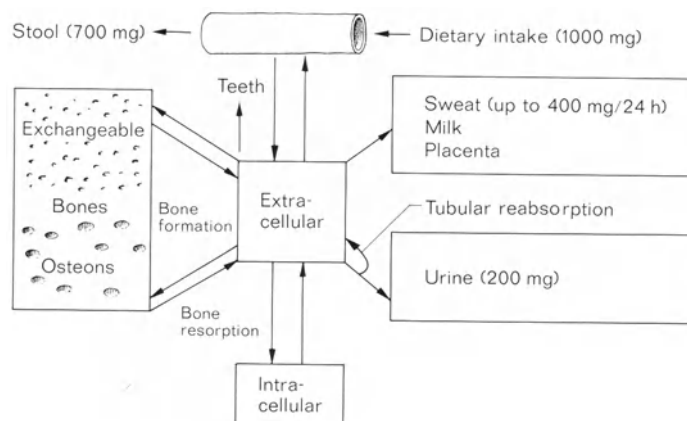 Stool (700 mg)
Dietary intake (1000 mg)
Teeth
Exchangeable
Bones
Osteons
Bone
formation
Bone
resorption
Extra-
cellular
Intra-
cellular
Sweat (up to 400 mg/24 h)
Milk
Placenta
Tubular reabsorption
Urine (200 mg)